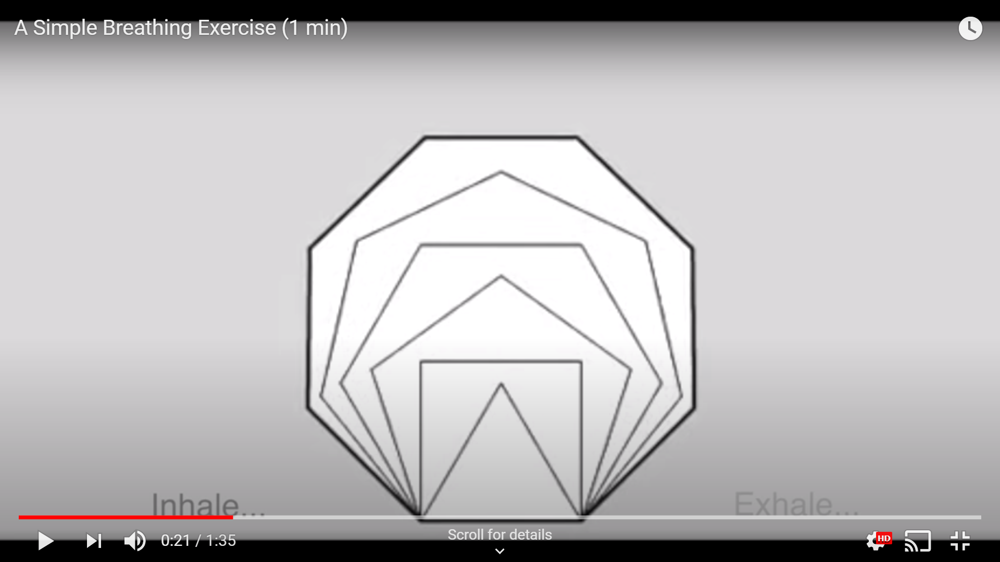 A Simple Breathing Exercise (1 min)
Inhale...
Exhale...
0:21 / 1:35
Scroll for details
HD